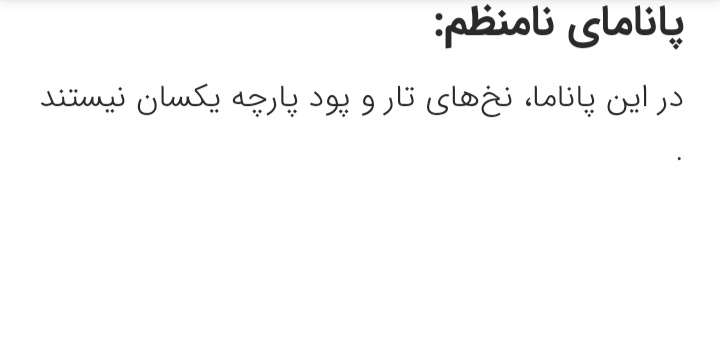 پانامای نامنظم:
در این پاناما، نخ‌های تار و پود پارچه یکسان نیستند
.